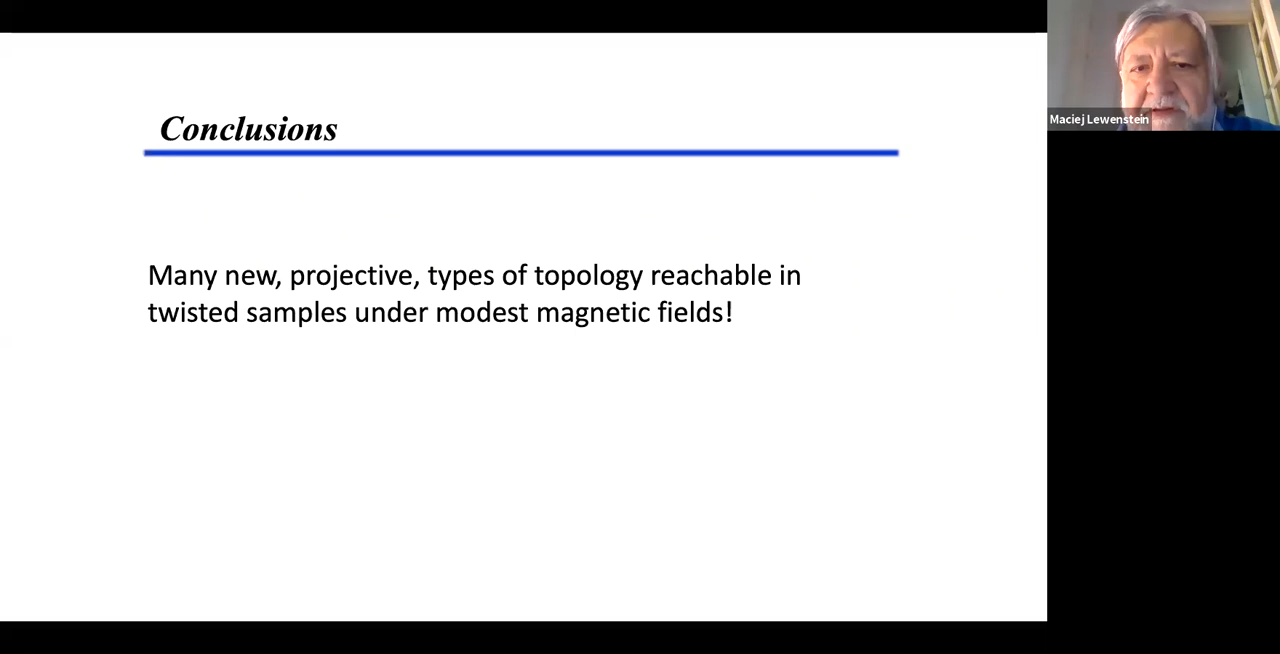 Conclusions
Many new, projective, types of topology reachable in
twisted samples under modest magnetic fields!
Maciej Lewenstein